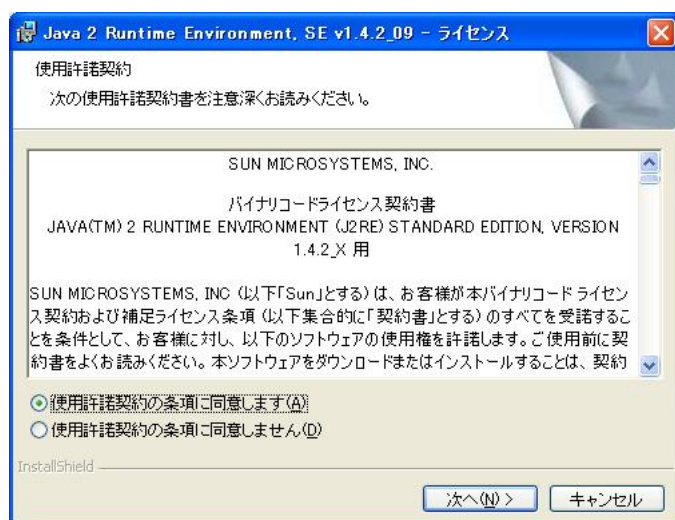 Java 2 Runtime Environment, SE v1.4.2_09 - ライセンス
使用許諾契約
次の使用許諾契約書を注意深くお読みください。
SUN MICROSYSTEMS, INC.
バイナリコードライセンス契約書
JAVA(TM) 2 RUNTIME ENVIRONMENT (J2RE) STANDARD EDITION, VERSION
1.4.2_X 用
SUN MICROSYSTEMS, INC (以下「Sun」とする) は、お客様が本バイナリコード ライセン
ス契約および補足ライセンス条項 (以下集合的に「契約書」とする) のすべてを受諾するこ
とを条件として、お客様に対し、以下のソフトウェアの使用権を許諾します。ご使用前に契
約書をよくお読みください。本ソフトウェアをダウンロードまたはインストールすることは、契約
使用許諾契約の条項に同意します(A)
使用許諾契約の条項に同意しません(D)
InstallShield
次へ(N) >
キャンセル